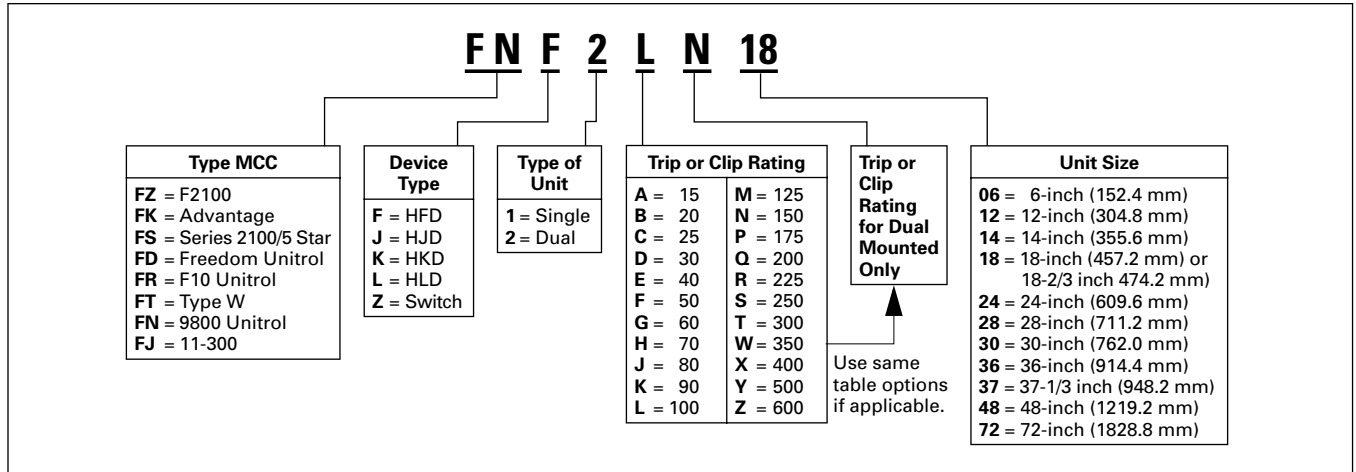 FN F 2 L N 18
Type MCC
FZ = F2100
FK = Advantage
FS = Series 2100/5 Star
FD = Freedom Unitrol
FR = F10 Unitrol
FT = Type W
FN = 9800 Unitrol
FJ = 11-300
Device
Type
F = HFD
J = HJD
K = HKD
L = HLD
Z = Switch
Type of
Unit
1 = Single
2 = Dual
Trip or Clip Rating
A = 15
B = 20
C = 25
D = 30
E = 40
F = 50
G = 60
H = 70
J = 80
K = 90
L = 100
M = 125
N = 150
P = 175
Q = 200
R = 225
S = 250
T = 300
W = 350
X = 400
Y = 500
Z = 600
Trip or
Clip
Rating
for Dual
Mounted
Only
Use same
table options
if applicable.
Unit Size
06 = 6-inch (152.4 mm)
12 = 12-inch (304.8 mm)
14 = 14-inch (355.6 mm)
18 = 18-inch (457.2 mm) or
18-2/3 inch 474.2 mm)
24 = 24-inch (609.6 mm)
28 = 28-inch (711.2 mm)
30 = 30-inch (762.0 mm)
36 = 36-inch (914.4 mm)
37 = 37-1/3 inch (948.2 mm)
48 = 48-inch (1219.2 mm)
72 = 72-inch (1828.8 mm)